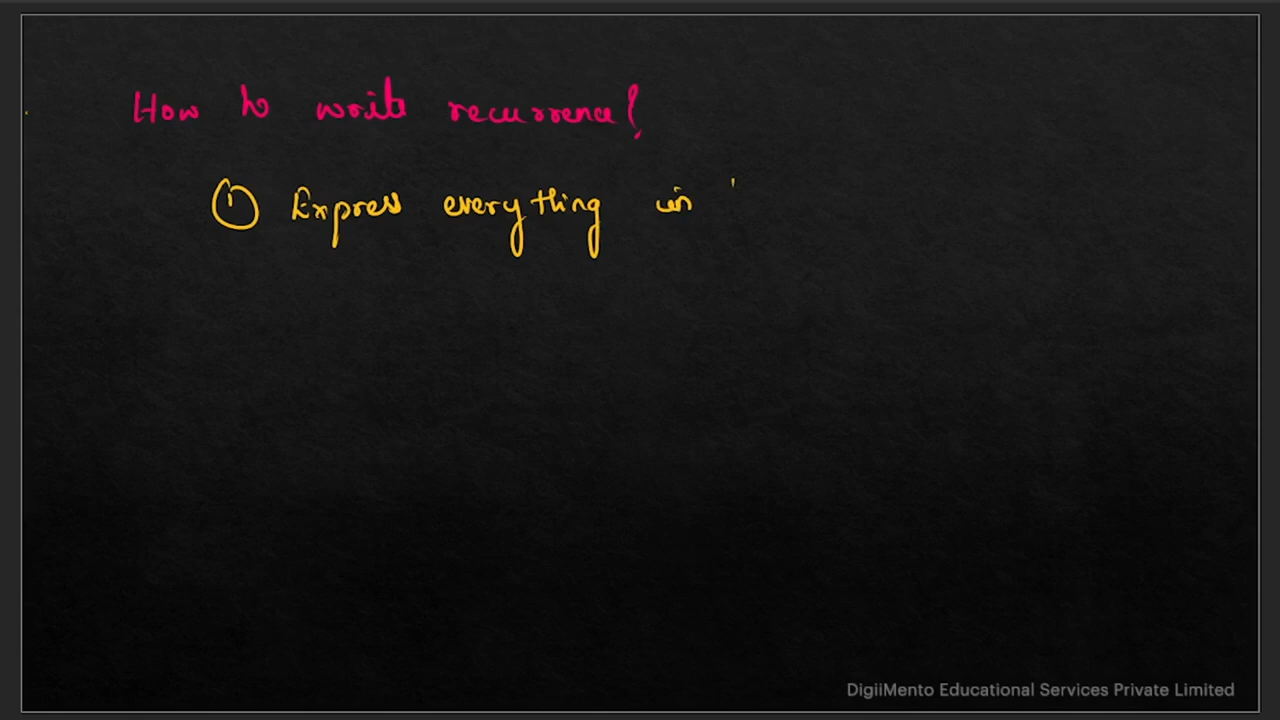 How to write recurrence?
① Express everything in '
DigiiMento Educational Services Private Limited